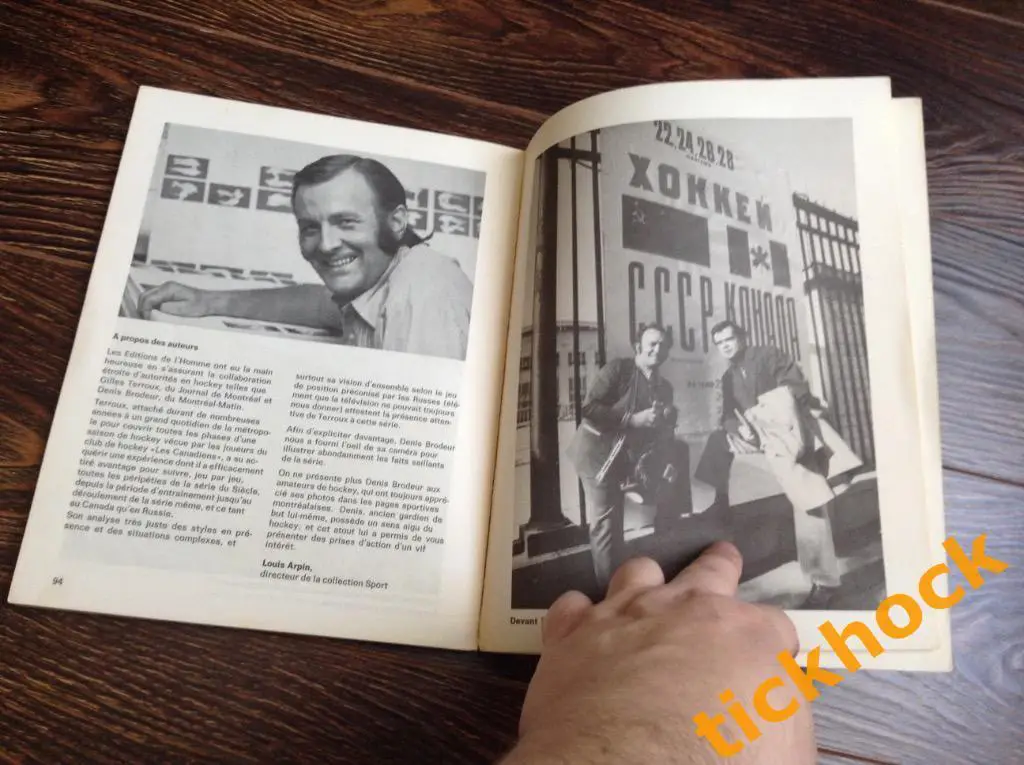 A propos des auteurs
Les Editions de l'Homme ont eu la main
heureuse en s'assurant la collaboration
étroite d'autorités en hockey telles que
Gilles Terroux, du Journal de Montréal et
Denis Brodeur, du Montréal-Matin.
Terroux, attaché durant de nombreuses
années à un grand quotidien de la métropo-
le pour couvrir toutes les phases d'une
saison de hockey vécue par les joueurs du
club de hockey «Les Canadiens», a su ac-
quérir une expérience dont il a efficacement
tiré avantage pour suivre, jeu par jeu,
toutes les péripéties de la série du Siècle,
depuis la période d'entraînement jusqu'au
déroulement de la série même, et ce tant
au Canada qu'en Russie.
Son analyse très juste des styles en pré-
sence et des situations complexes, et
94
surtout sa vision d'ensemble selon le jeu
de position préconisé par les Russes (élé-
ment que la télévision ne pouvait toujours
nous donner) attestent la présence atten-
tive de Terroux à cette série.
Afin d'expliciter davantage, Denis Brodeur
nous a fourni l'œil de sa caméra pour
illustrer abondamment les faits saillants
de la série.
On ne présente plus Denis Brodeur aux
amateurs de hockey, qui ont toujours appré-
cié ses photos dans les pages sportives
montréalaises. Denis, ancien gardien de
but lui-même, possède un sens aigu du
hockey, et cet atout lui a permis de vous
présenter des prises d'action d'un vif
intérêt.
Louis Arpin,
directeur de la collection Sport
22.24.28.28
ХОККЕЙ
СССР КАНАДА
Devant
tickhock